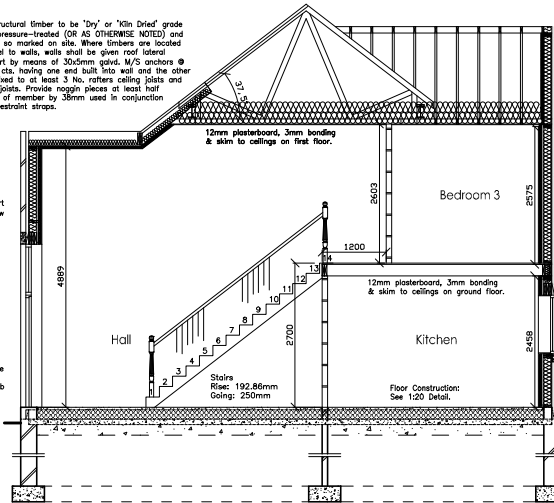 uctural timber to be 'Dry' or 'Kiln Dried' grade
pressure-treated (OR AS OTHERWISE NOTED) and
so marked on site. Where timbers are located
el to walls, walls shall be given roof lateral
rt by means of 30x5mm galvd. M/S anchors @
cts, having one end built into wall and the other
xed to at least 3 No. rafters ceiling joists and
joists. Provide noggin pieces at least half
of member by 38mm used in conjunction
estraint straps.
37.5
12mm plasterboard, 3mm bonding
& skim to ceilings on first floor.
rt
w
2603
Bedroom 3
2575
1200
4889
14
13
12
11
10
9
8
7
6
5
4
3
2
12mm plasterboard, 3mm bonding
& skim to ceilings on ground floor.
2700
Hall
Kitchen
2458
e
b
Stairs
Rise: 192.86mm
Going: 250mm
Floor Construction:
See 1:20 Detail.